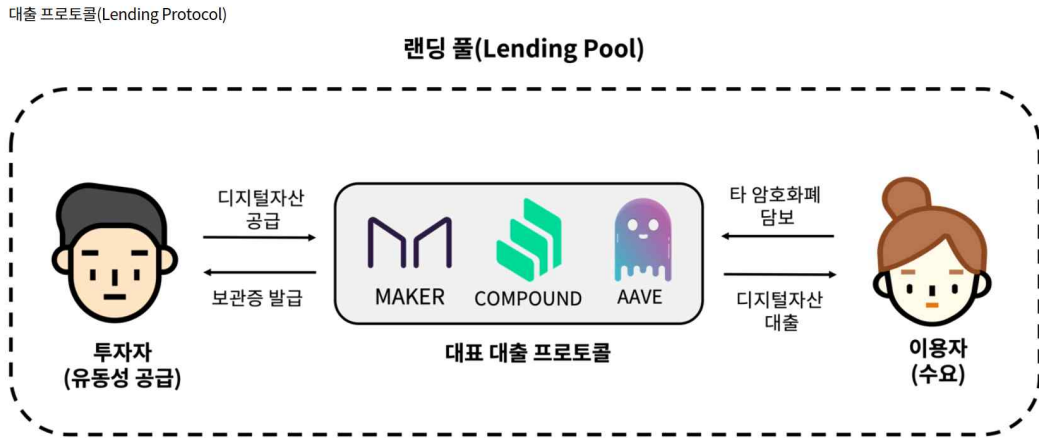 대출 프로토콜(Lending Protocol)
랜딩 풀(Lending Pool)
디지털자산
공급
보관증 발급
투자자
(유동성 공급)
MAKER
COMPOUND
AAVE
대표 대출 프로토콜
타 암호화폐
담보
디지털자산
대출
이용자
(수요)